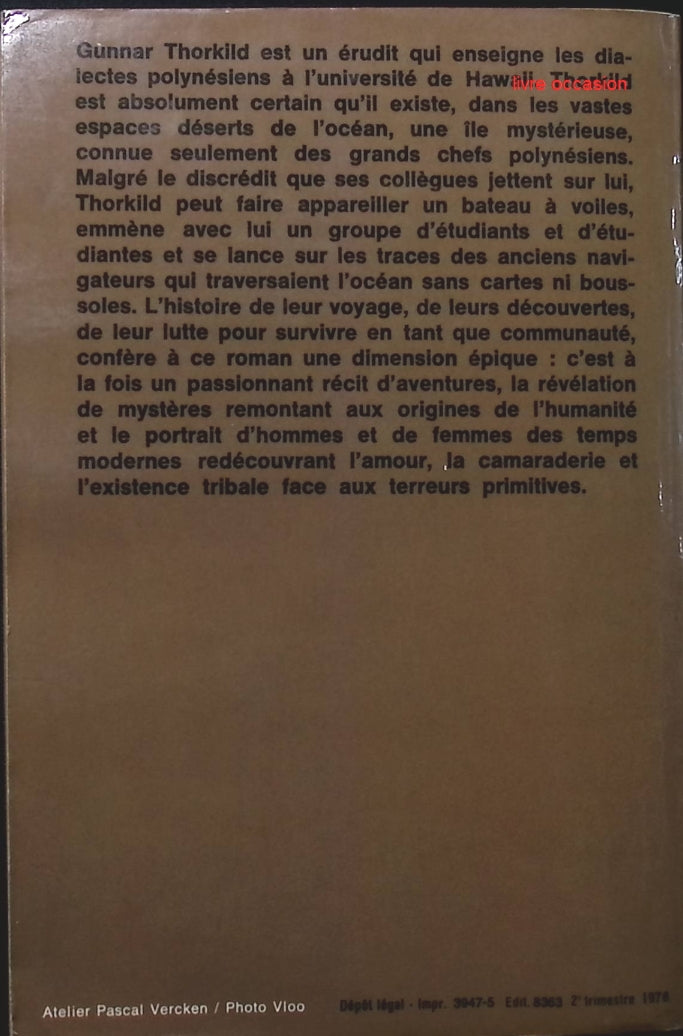 Gunnar Thorkild est un érudit qui enseigne les dia-
lectes polynésiens à l'université de Hawaii. Thorkild
livre occasion
est absolument certain qu'il existe, dans les vastes
espaces déserts de l'océan, une île mystérieuse,
connue seulement des grands chefs polynésiens.
Malgré le discrédit que ses collègues jettent sur lui,
Thorkild peut faire appareiller un bateau à voiles,
emmène avec lui un groupe d'étudiants et d'étu-
diantes et se lance sur les traces des anciens navi-
gateurs qui traversaient l'océan sans cartes ni bous-
soles. L'histoire de leur voyage, de leurs découvertes,
de leur lutte pour survivre en tant que communauté,
confère à ce roman une dimension épique : c'est à
la fois un passionnant récit d'aventures, la révélation
de mystères remontant aux origines de l'humanité
et le portrait d'hommes et de femmes des temps
modernes redécouvrant l'amour, la camaraderie et
l'existence tribale face aux terreurs primitives.
Atelier Pascal Vercken / Photo Vloo
Dépôt légal - Impr. 3947-5 Edit. 8363 2e trimestre 1978